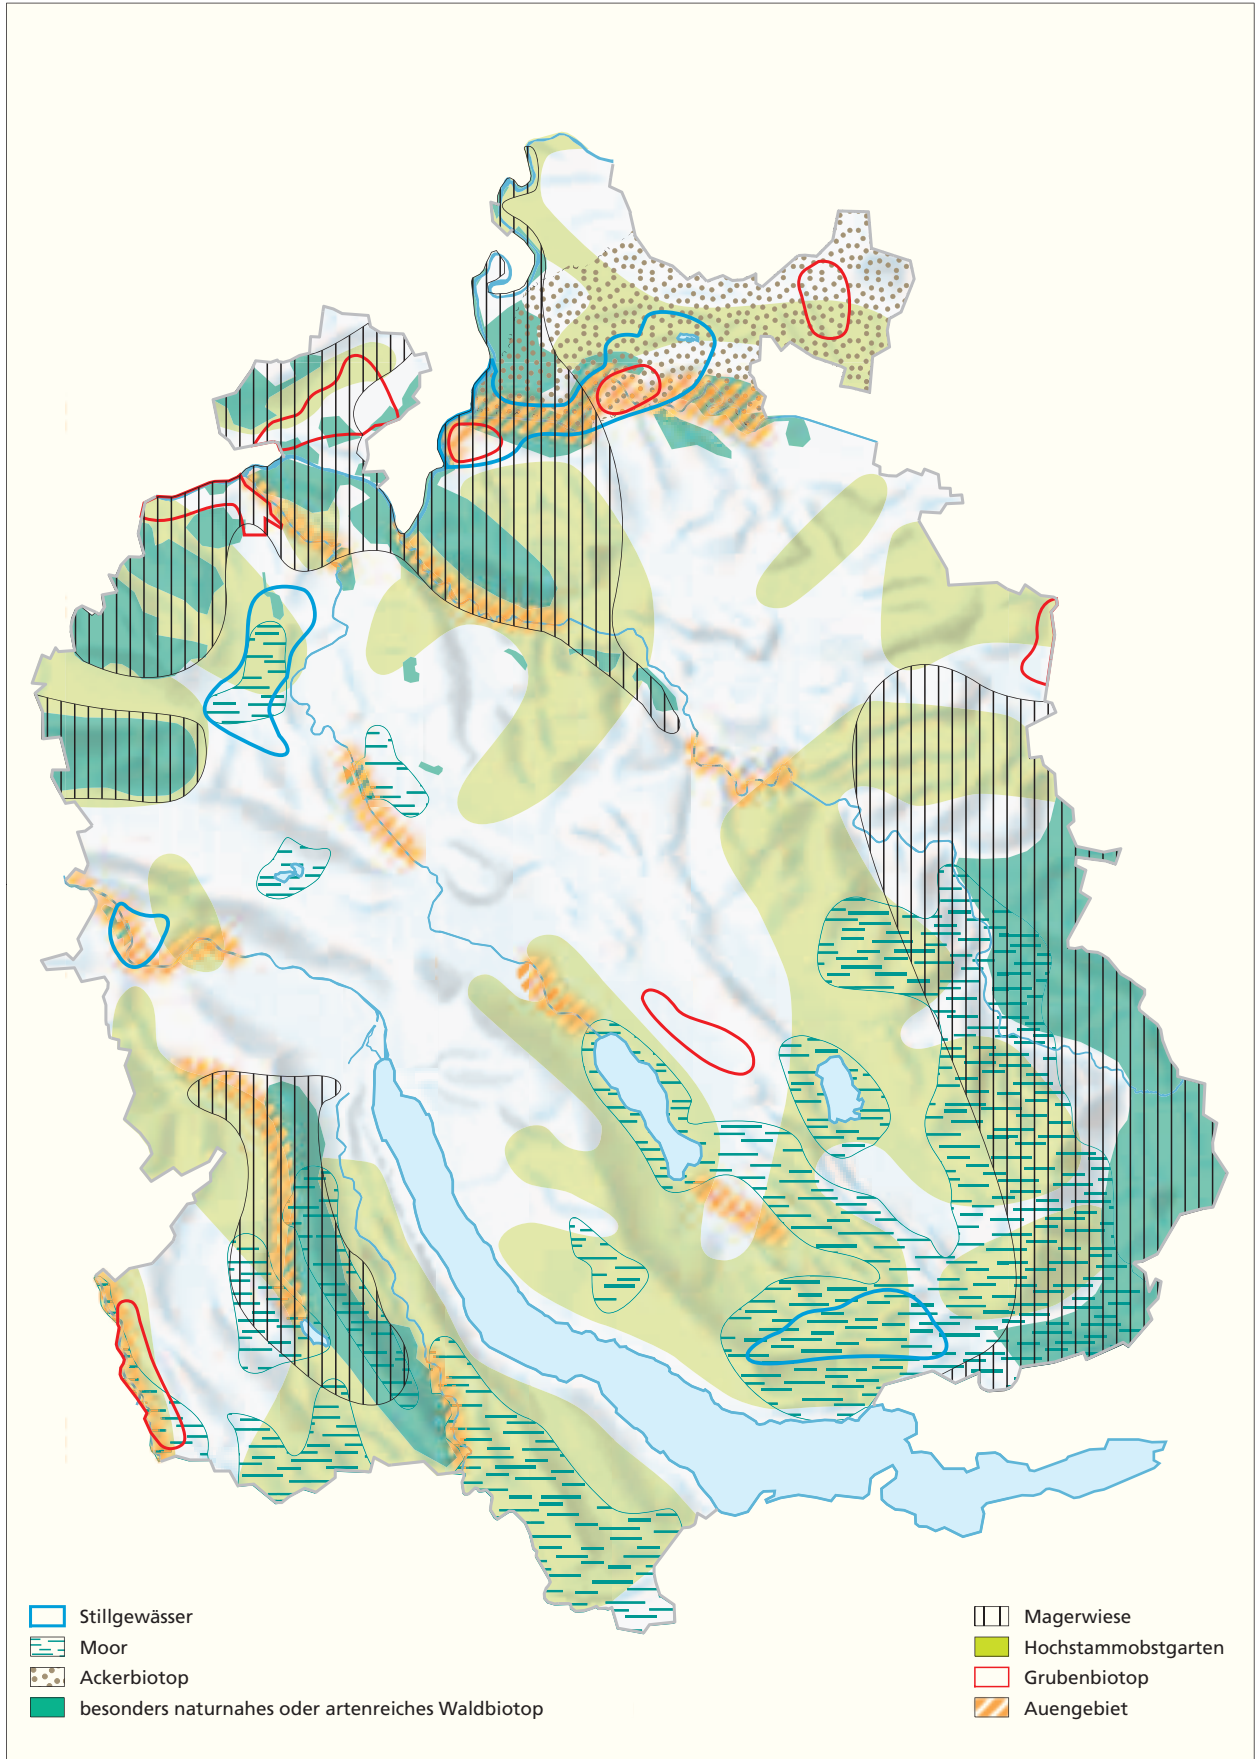 Stillgewässer
Moor
Ackerbiotop
besonders naturnahes oder artenreiches Waldbiotop
Magerwiese
Hochstammobstgarten
Grubenbiotop
Auengebiet